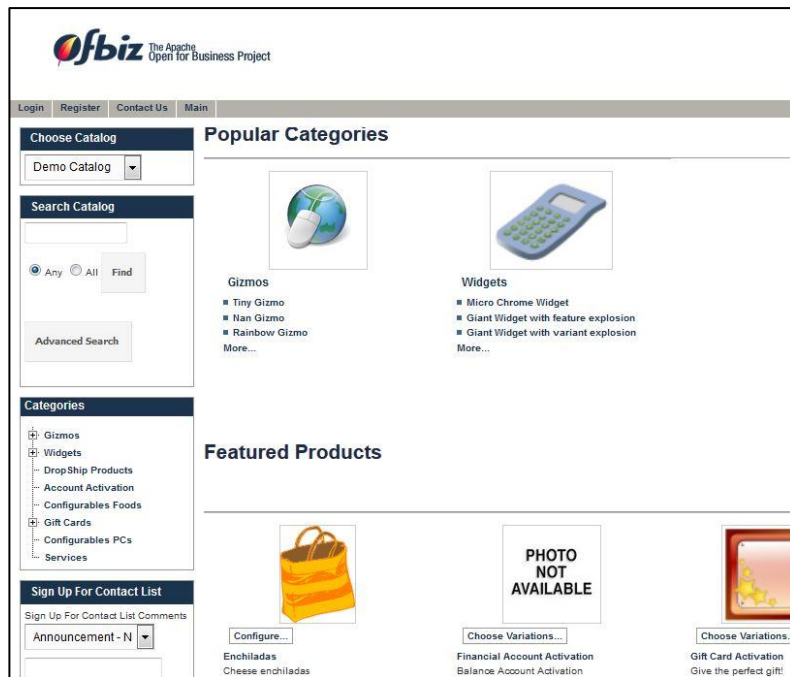 Ofbiz The Apache
Open for Business Project
Login Register Contact Us Main
Choose Catalog
Demo Catalog
Search Catalog
Any All Find
Advanced Search
Categories
Gizmos
Widgets
DropShip Products
Account Activation
Configurables Foods
Gift Cards
Configurables PCs
Services
Sign Up For Contact List
Sign Up For Contact List Comments
Announcement - N
Popular Categories
Gizmos
Tiny Gizmo
Nan Gizmo
Rainbow Gizmo
More...
Widgets
Micro Chrome Widget
Giant Widget with feature explosion
Giant Widget with variant explosion
More...
Featured Products
Configure...
Enchiladas
Cheese enchiladas
PHOTO
NOT
AVAILABLE
Choose Variations...
Financial Account Activation
Balance Account Activation
Choose Variations.
Gift Card Activation
Give the perfect gift!